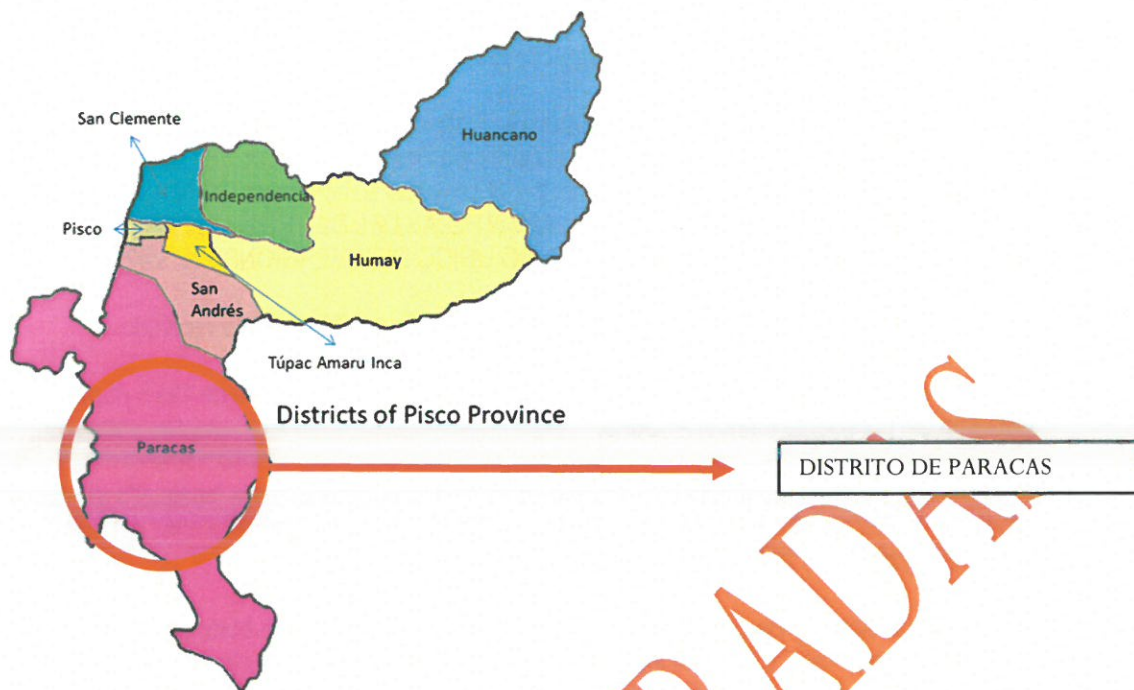 San Clemente
Huancano
Independencia
Pisco
Humay
San
Andrés
Túpac Amaru Inca
Districts of Pisco Province
Paracas
DISTRITO DE PARACAS
ADAS